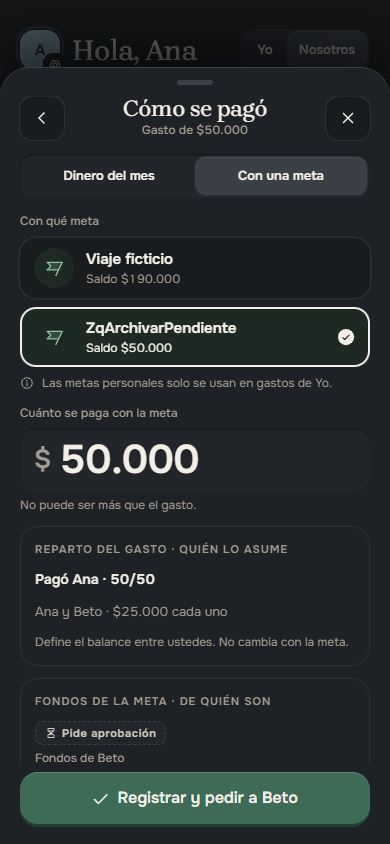 A
Hola, Ana
Yo
Nosotros
Cómo se pagó
Gasto de $50.000
Dinero del mes
Con una meta
Con qué meta
Viaje ficticio
Saldo $190.000
ZqArchivarPendiente
Saldo $50.000
Las metas personales solo se usan en gastos de Yo.
Cuánto se paga con la meta
$ 50.000
No puede ser más que el gasto.
REPARTO DEL GASTO · QUIÉN LO ASUME
Pagó Ana · 50/50
Ana y Beto · $25.000 cada uno
Define el balance entre ustedes. No cambia con la meta.
FONDOS DE LA META · DE QUIÉN SON
Pide aprobación
Fondos de Beto
Registrar y pedir a Beto